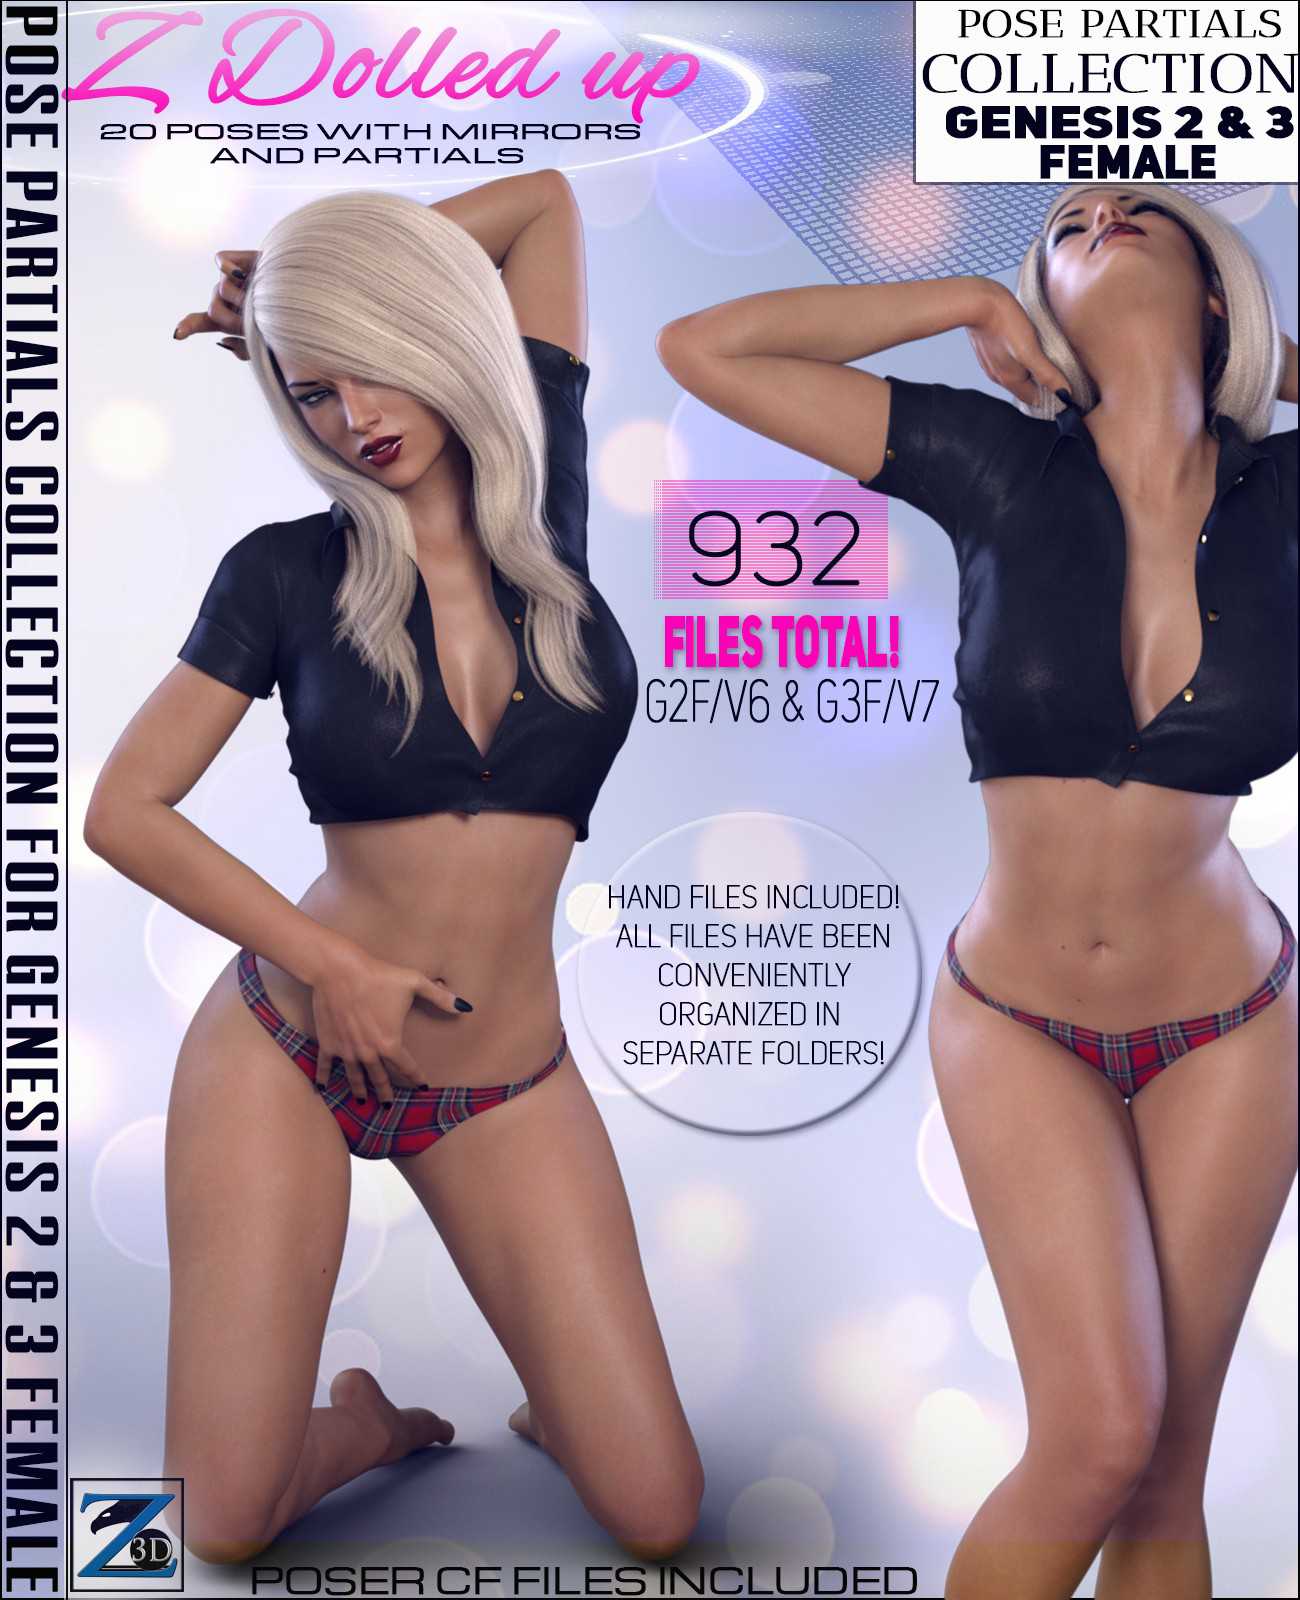 POSE PARTIALS COLLECTION FOR GENESIS 2 & 3 FEMALE
Z Dolled up
20 POSES WITH MIRRORS
AND PARTIALS
POSE PARTIALS
COLLECTION
GENESIS 2 & 3
FEMALE
932
FILES TOTAL!
G2F/V6 & G3F/V7
HAND FILES INCLUDED!
ALL FILES HAVE BEEN
CONVENIENTLY
ORGANIZED IN
SEPARATE FOLDERS!
Z
3D
POSER CF FILES INCLUDED